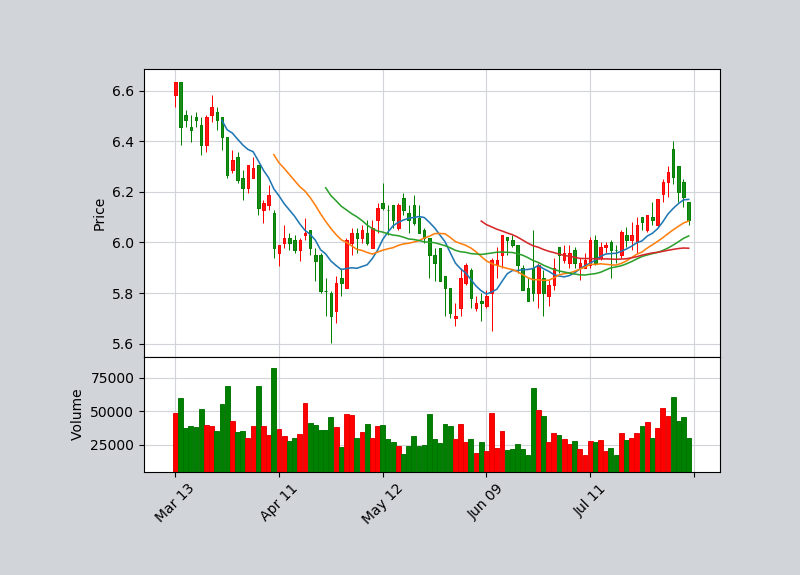 Price
6.6
6.4
6.2
6.0
5.8
5.6
Volume
75000
50000
25000
Mar 13
Apr 11
May 12
Jun 09
Jul 11